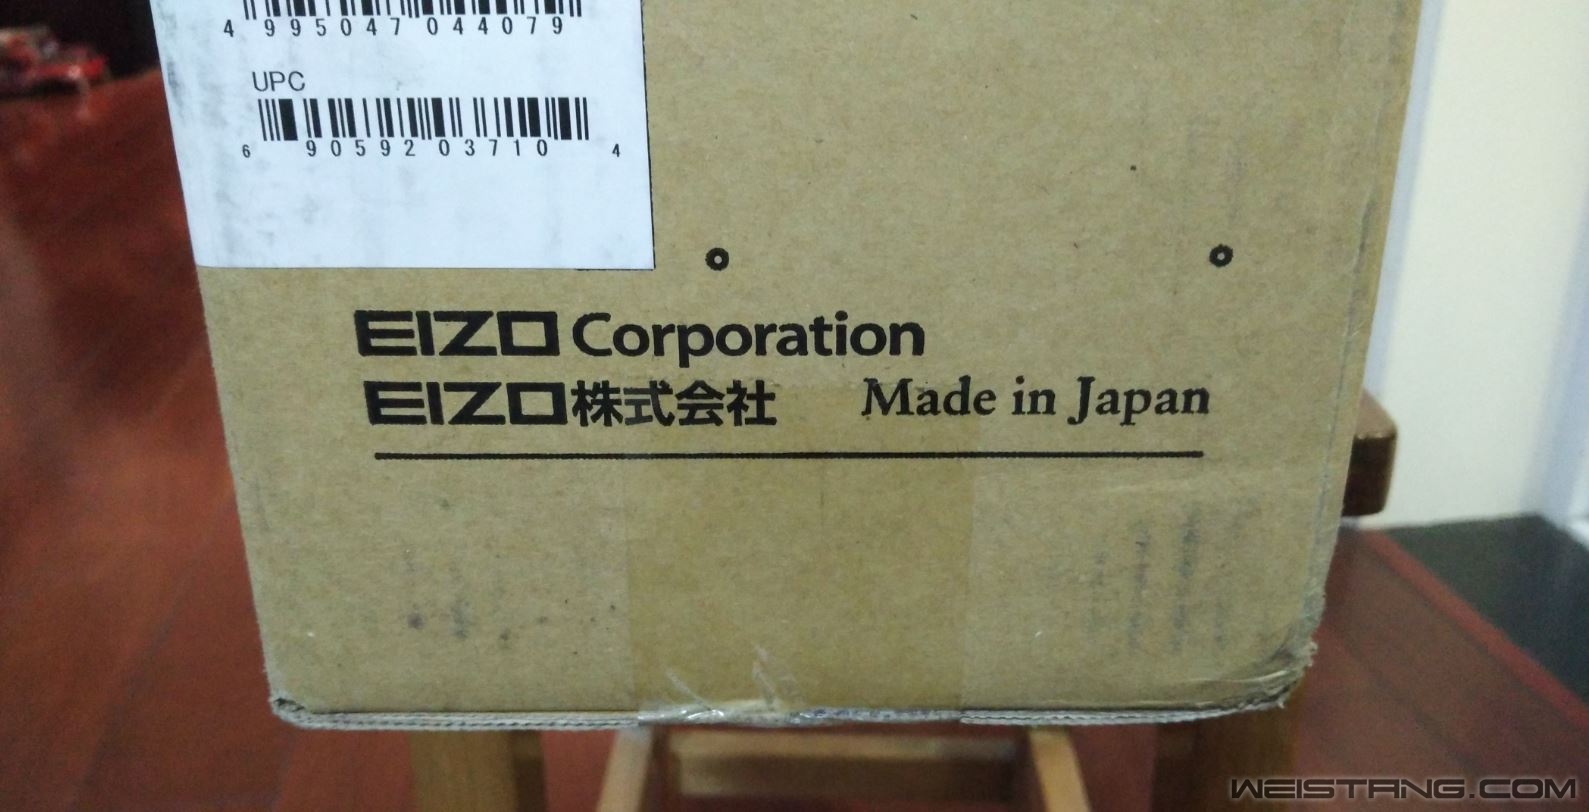 4 995047 044079
UPC
6 90592 03710 4
EIZO Corporation
EIZO株式会社 Made in Japan
WEISTANG.COM